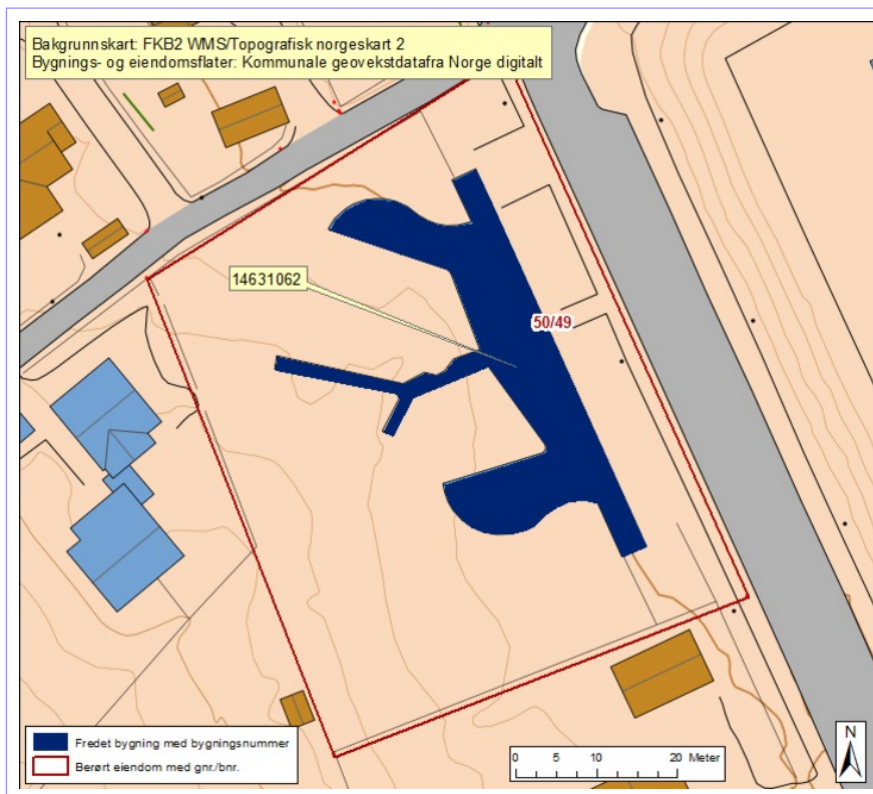 Bakgrunnskart: FKB2 WMS/Topografisk norgeskart 2
Bygnings- og eiendomsflater: Kommunale geovekstdatafra Norge digitalt
14631062
50/49
Fredet bygning med bygningsnummer
Berørt eiendom med gnr./bnr.
0 5 10 20 Meter
N